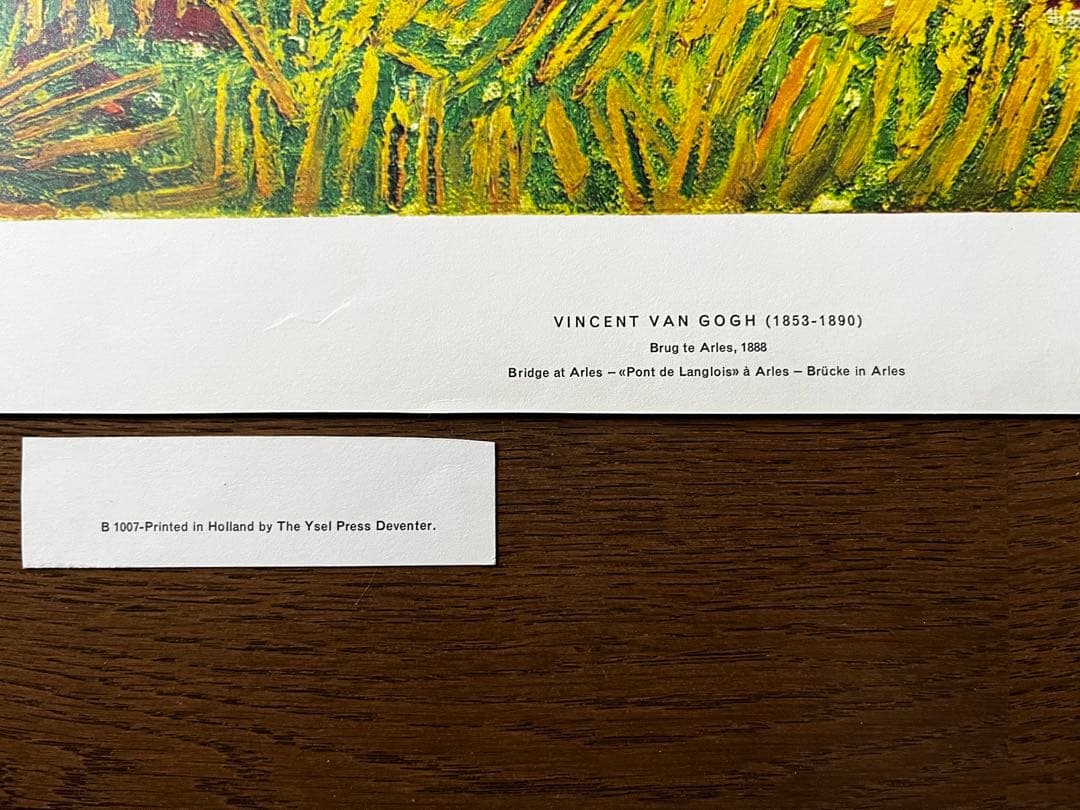 VINCENT VAN GOGH (1853-1890)
Brug te Arles, 1888
Bridge at Arles – «Pont de Langlois» à Arles – Brücke in Arles
B 1007-Printed in Holland by The Ysel Press Deventer.